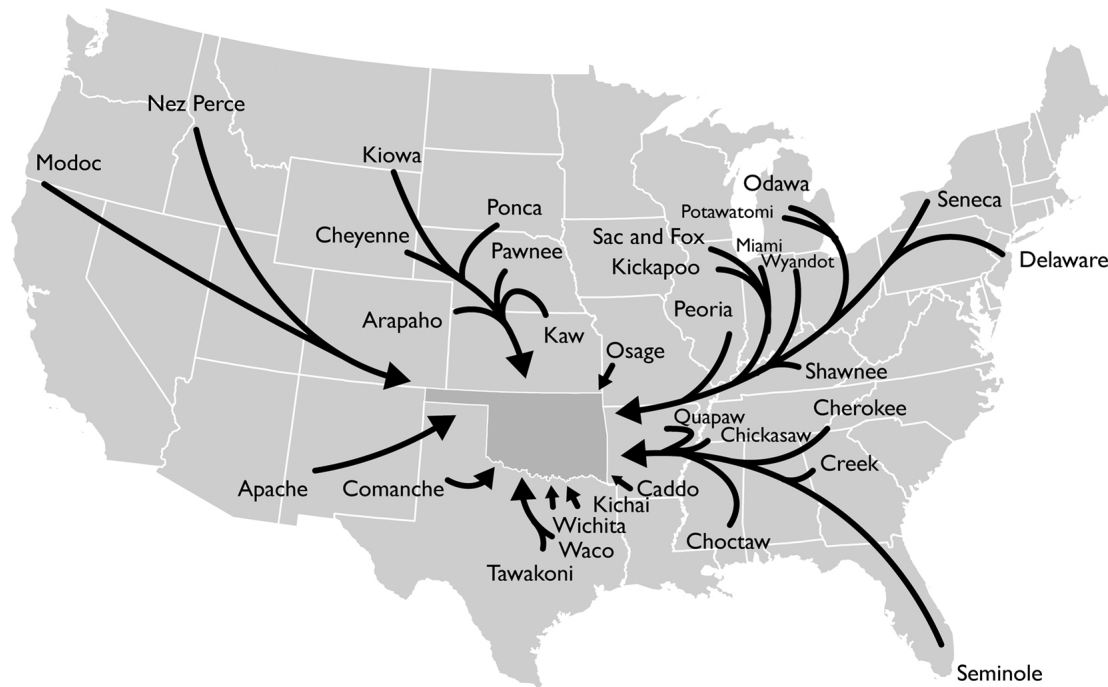 Nez Perce
Modoc
Kiowa
Odawa
Seneca
Ponca
Potawatomi
Cheyenne
Sac and Fox
Miami
Pawnee
Wyandot
Kickapoo
Delaware
Arapaho
Peoria
Kaw
Osage
Shawnee
Cherokee
Quapaw
Chickasaw
Creek
Apache
Comanche
Caddo
Kichai
Wichita
Choctaw
Waco
Tawakoni
Seminole